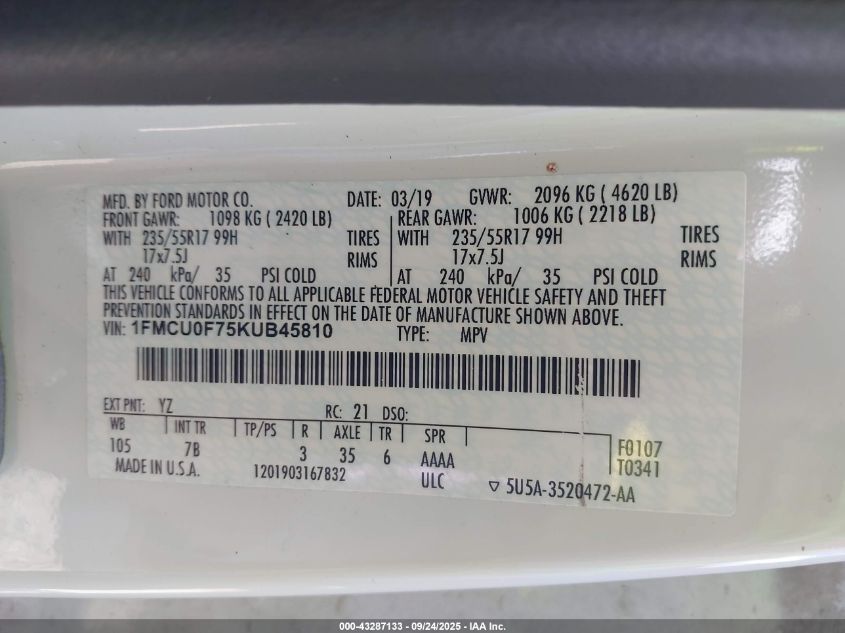 MFD. BY FORD MOTOR CO. DATE: 03/19 GVWR: 2096 KG ( 4620 LB)
FRONT GAWR: 1098 KG ( 2420 LB) REAR GAWR: 1006 KG ( 2218 LB)
WITH 235/55R17 99H TIRES WITH 235/55R17 99H TIRES
17x7.5J RIMS 17x7.5J RIMS
AT 240 kPa/ 35 PSI COLD AT 240 kPa/ 35 PSI COLD
THIS VEHICLE CONFORMS TO ALL APPLICABLE FEDERAL MOTOR VEHICLE SAFETY AND THEFT
PREVENTION STANDARDS IN EFFECT ON THE DATE OF MANUFACTURE SHOWN ABOVE.
VIN: 1FMCU0F75KUB45810 TYPE: MPV
EXT PNT: YZ RC: 21 DSO:
WB INT TR TP/PS R AXLE TR SPR
105 7B 3 35 6 AAAA F0107
MADE IN U.S.A. 1201903167832 ULC T0341
▽ 5U5A-3520472-AA
000-43287133 - 09/24/2025 - IAA Inc.